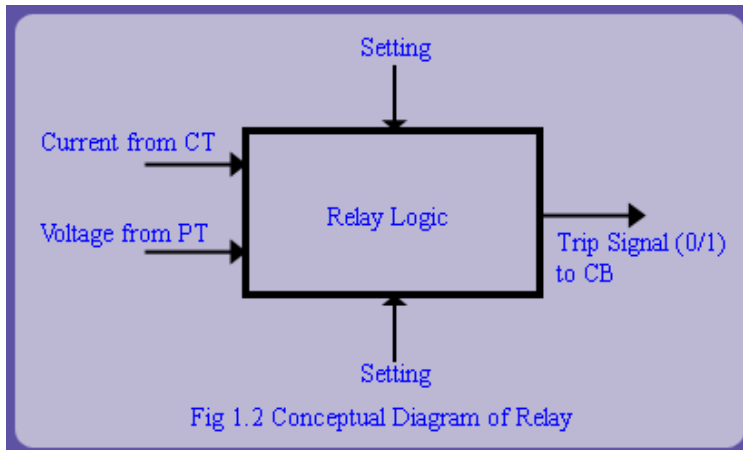 Setting
Current from CT
Relay Logic
Voltage from PT
Trip Signal (0/1)
to CB
Setting
Fig 1.2 Conceptual Diagram of Relay